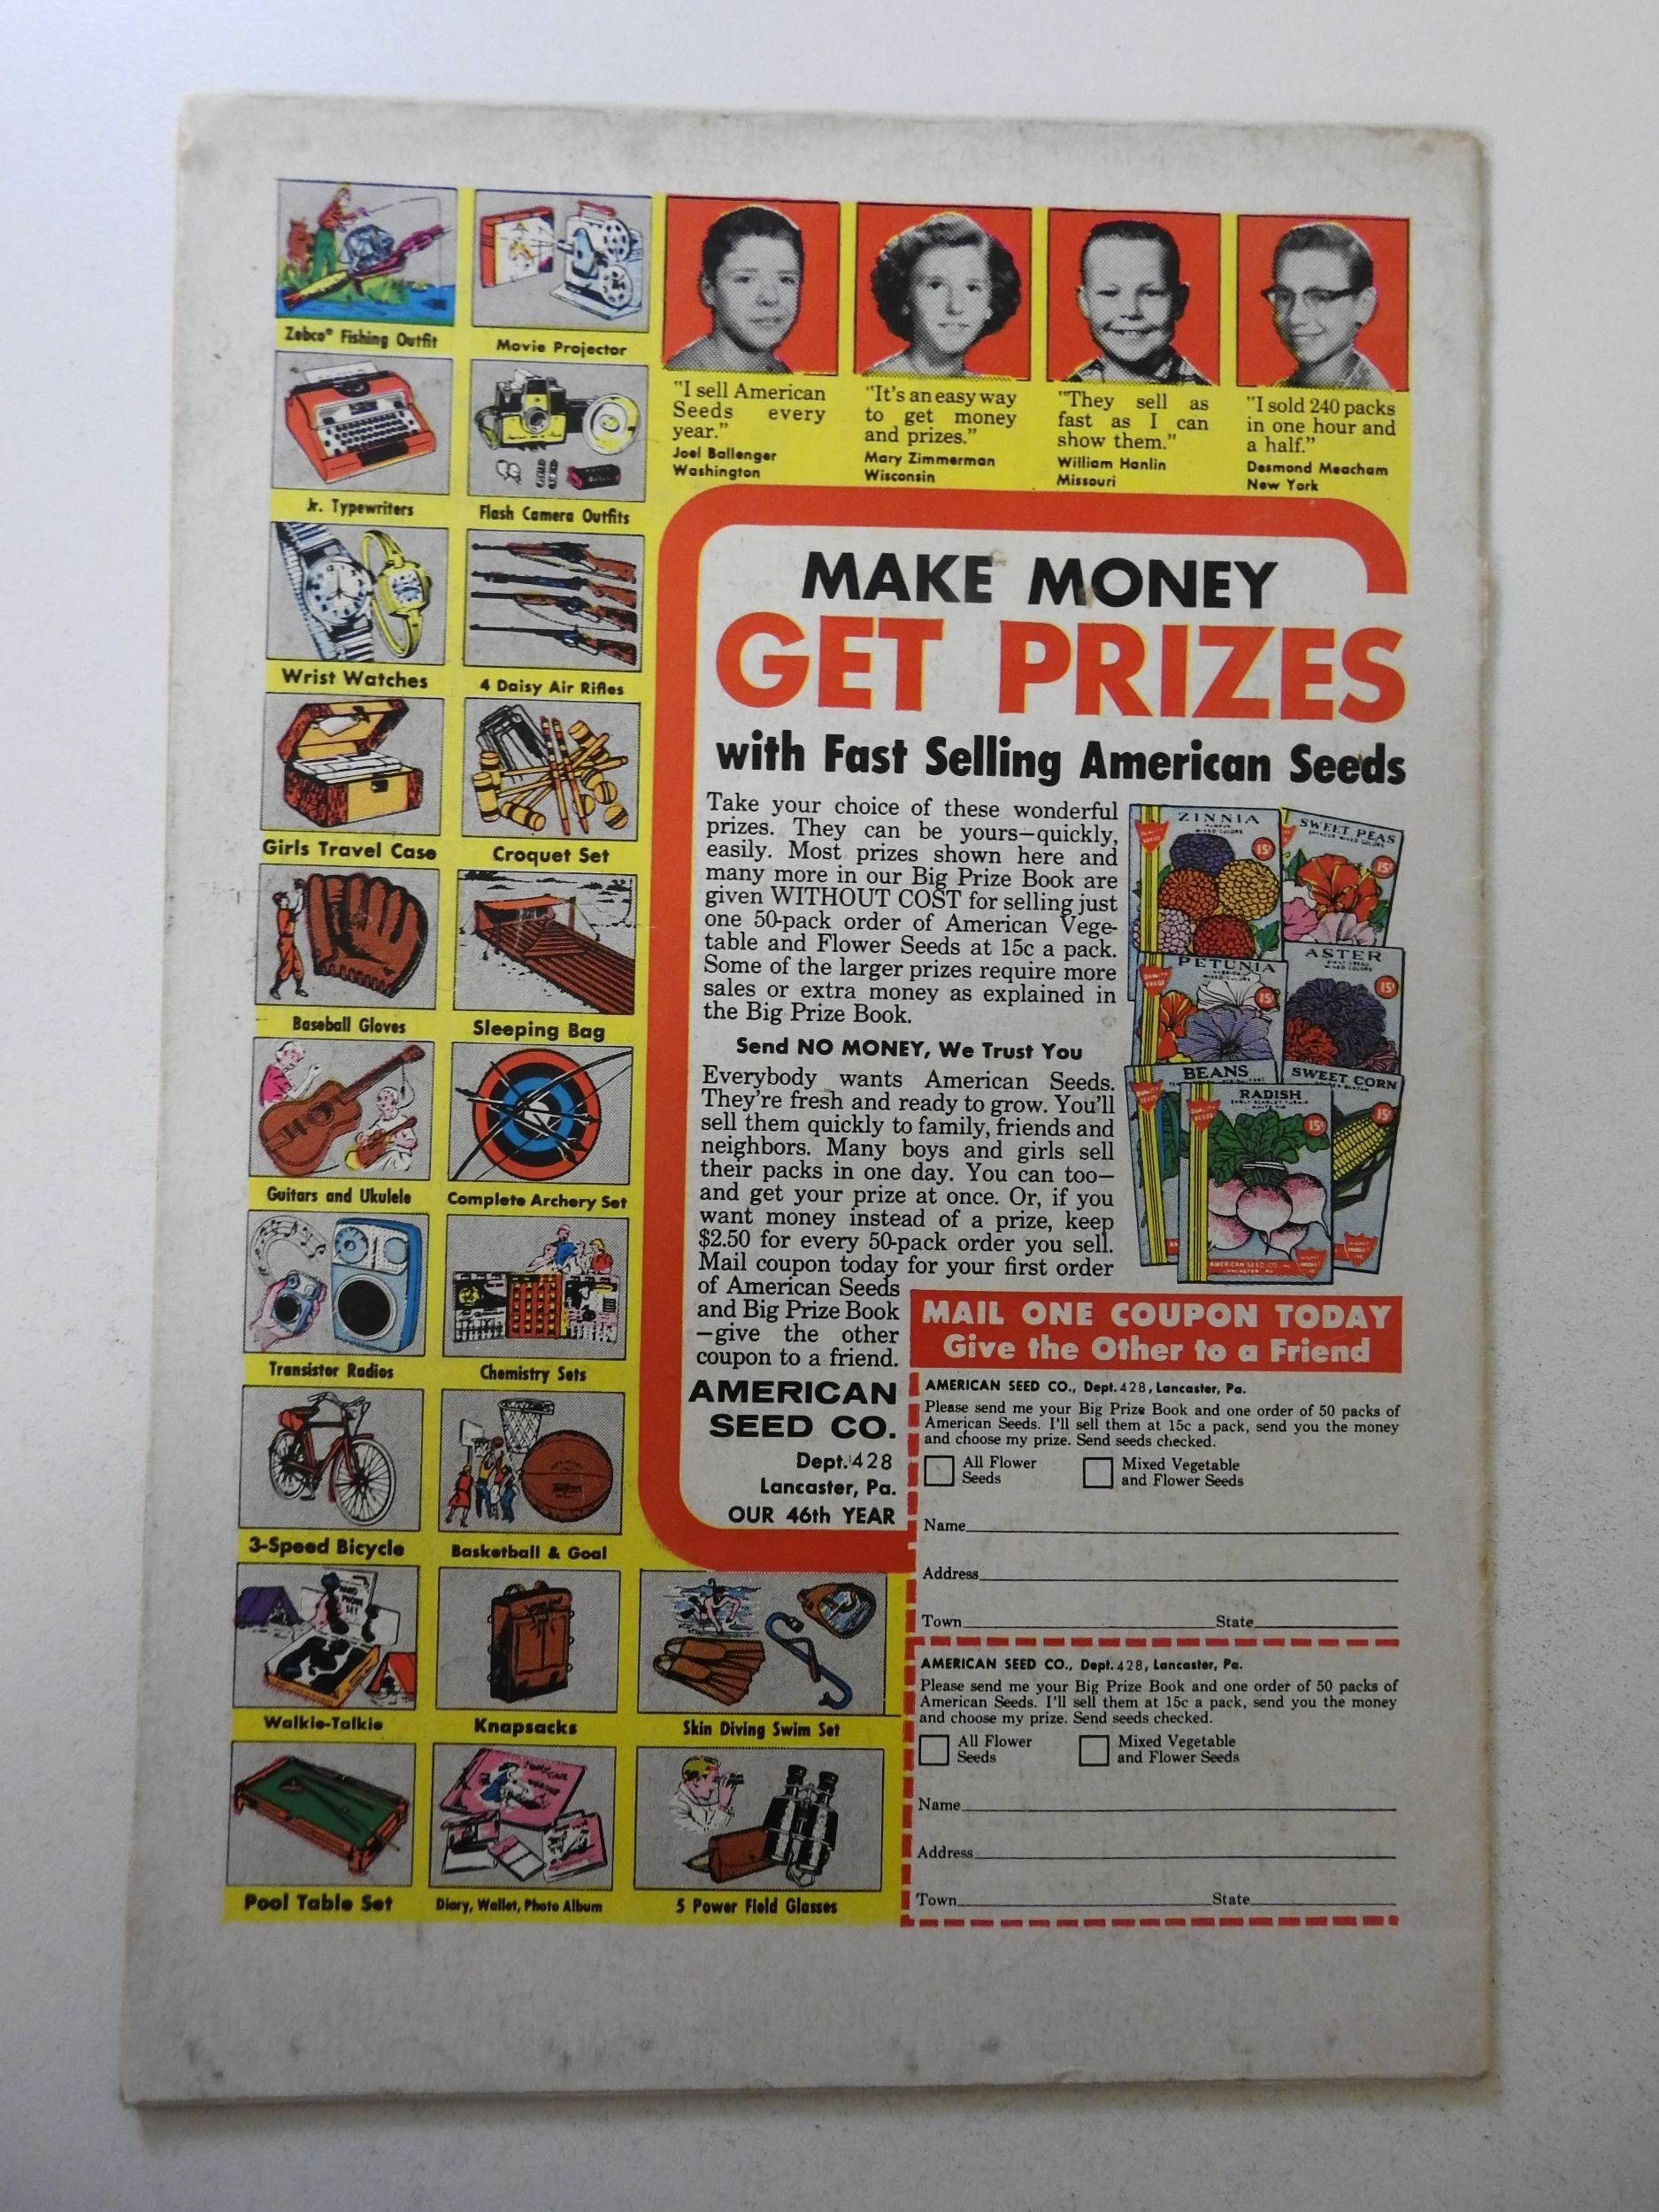 Zebco® Fishing Outfit
Movie Projector
Jr. Typewriters
Flash Camera Outfits
Wrist Watches
4 Daisy Air Rifles
Girls Travel Case
Croquet Set
Baseball Gloves
Sleeping Bag
Guitars and Ukulele
Complete Archery Set
Transistor Radios
Chemistry Sets
3-Speed Bicycle
Basketball & Goal
Walkie-Talkie
Knapsacks
Skin Diving Swim Set
Pool Table Set
Diary, Wallet, Photo Album
5 Power Field Glasses
"I sell American
Seeds every
year."
Joel Ballenger
Washington
"It's an easy way
to get money
and prizes."
Mary Zimmerman
Wisconsin
"They sell as
fast as I can
show them."
William Hanlin
Missouri
"I sold 240 packs
in one hour and
a half."
Desmond Meacham
New York
MAKE MONEY
GET PRIZES
with Fast Selling American Seeds
Take your choice of these wonderful
prizes. They can be yours—quickly,
easily. Most prizes shown here and
many more in our Big Prize Book are
given WITHOUT COST for selling just
one 50-pack order of American Vege-
table and Flower Seeds at 15c a pack.
Some of the larger prizes require more
sales or extra money as explained in
the Big Prize Book.
Send NO MONEY, We Trust You
Everybody wants American Seeds.
They're fresh and ready to grow. You'll
sell them quickly to family, friends and
neighbors. Many boys and girls sell
their packs in one day. You can too—
and get your prize at once. Or, if you
want money instead of a prize, keep
$2.50 for every 50-pack order you sell.
Mail coupon today for your first order
of American Seeds
and Big Prize Book
—give the other
coupon to a friend.
AMERICAN
SEED CO.
Dept. 428
Lancaster, Pa.
OUR 46th YEAR
ZINNIA
MIXED COLORS
15¢
SWEET PEAS
15¢
PETUNIA
MIXED COLORS
15¢
ASTER
MIXED COLORS
15¢
BEANS
SWEET CORN
15¢
RADISH
15¢
AMERICAN SEED CO.
MAIL ONE COUPON TODAY
Give the Other to a Friend
AMERICAN SEED CO., Dept. 428, Lancaster, Pa.
Please send me your Big Prize Book and one order of 50 packs of
American Seeds. I'll sell them at 15c a pack, send you the money
and choose my prize. Send seeds checked.
All Flower
Seeds
Mixed Vegetable
and Flower Seeds
Name
Address
Town State
AMERICAN SEED CO., Dept. 428, Lancaster, Pa.
Please send me your Big Prize Book and one order of 50 packs of
American Seeds. I'll sell them at 15c a pack, send you the money
and choose my prize. Send seeds checked.
All Flower
Seeds
Mixed Vegetable
and Flower Seeds
Name
Address
Town State